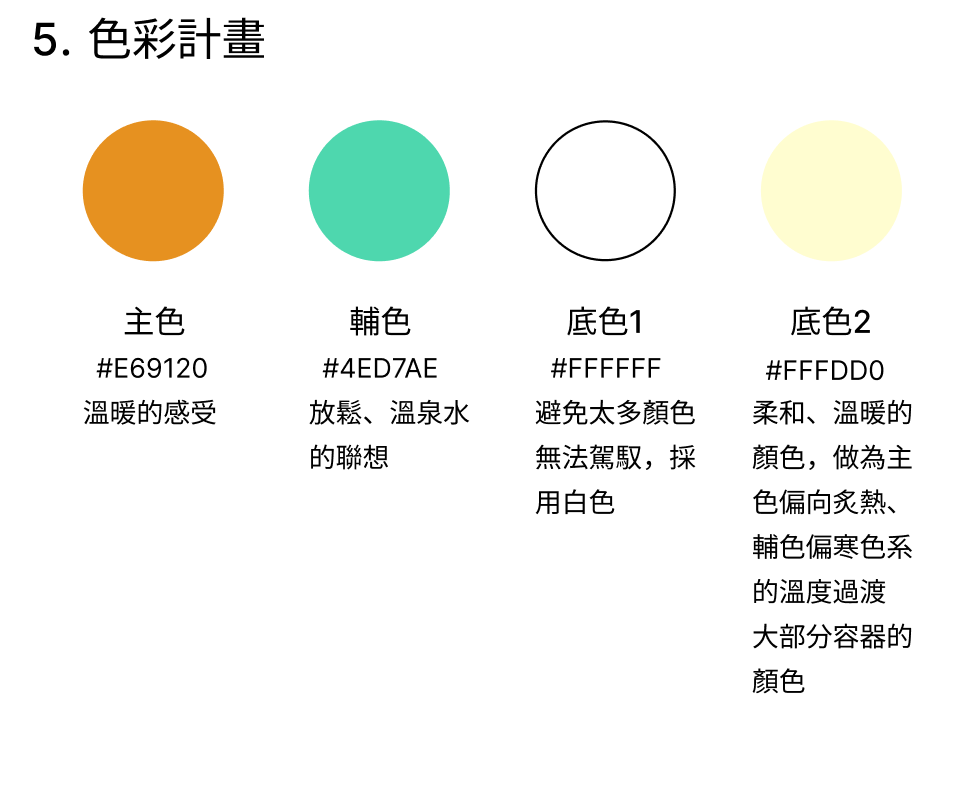 5. 色彩計畫
主色
#E69120
溫暖的感受
輔色
#4ED7AE
放鬆、溫泉水
的聯想
底色1
#FFFFFF
避免太多顏色
無法駕馭，採
用白色
底色2
#FFFDD0
柔和、溫暖的
顏色，做為主
色偏向炙熱、
輔色偏寒色系
的溫度過渡
大部分容器的
顏色